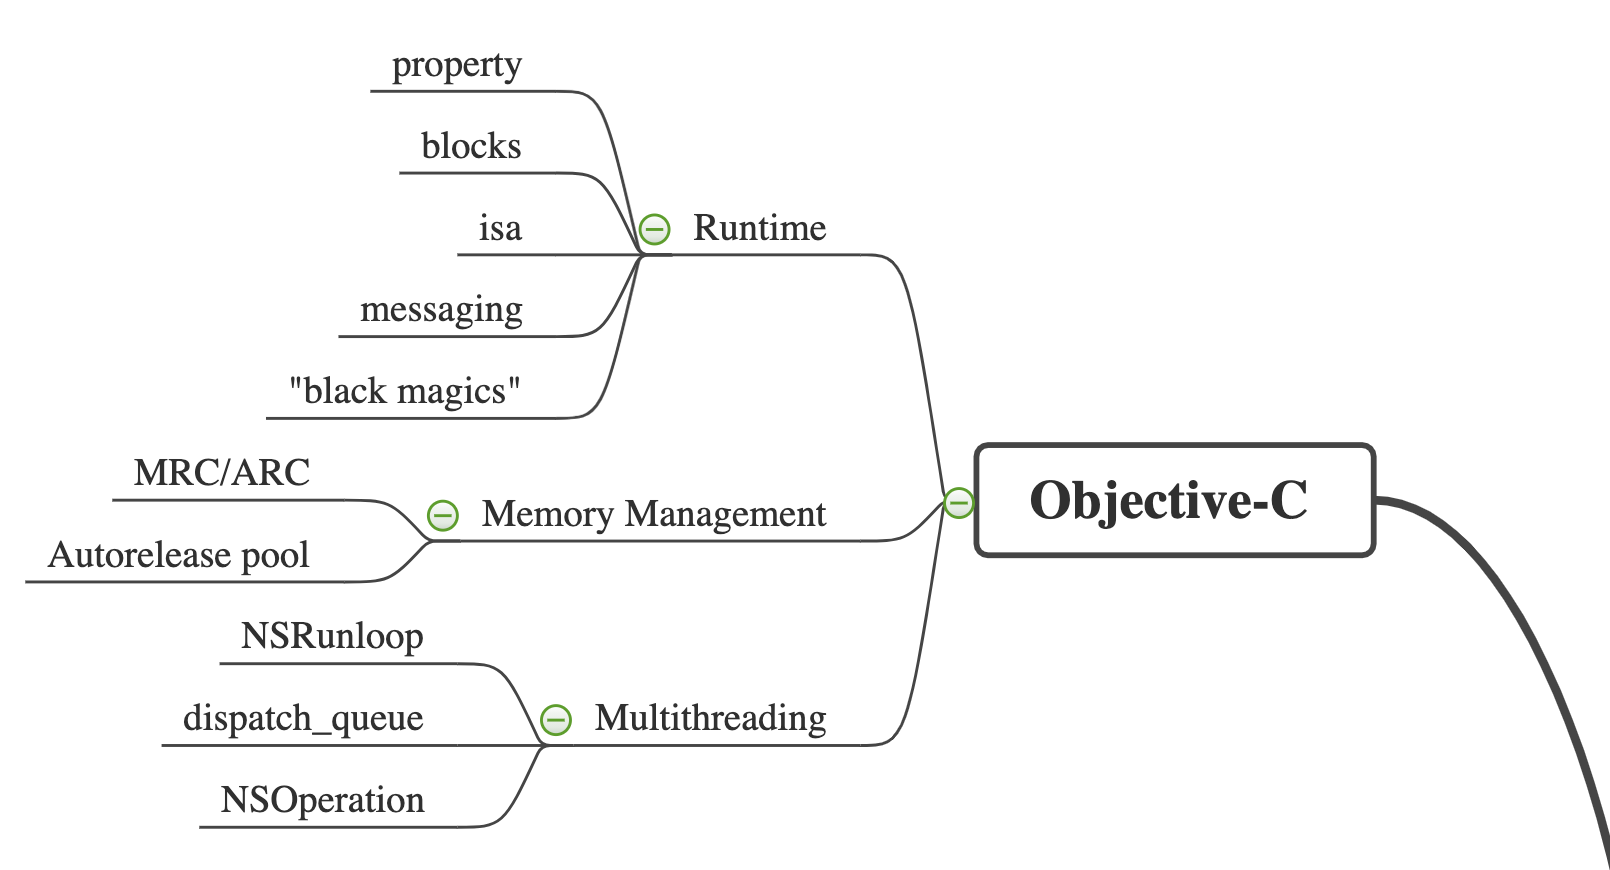 property
blocks
isa
Runtime
messaging
"black magics"
MRC/ARC
Memory Management
Autorelease pool
Objective-C
NSRunloop
dispatch_queue
Multithreading
NSOperation